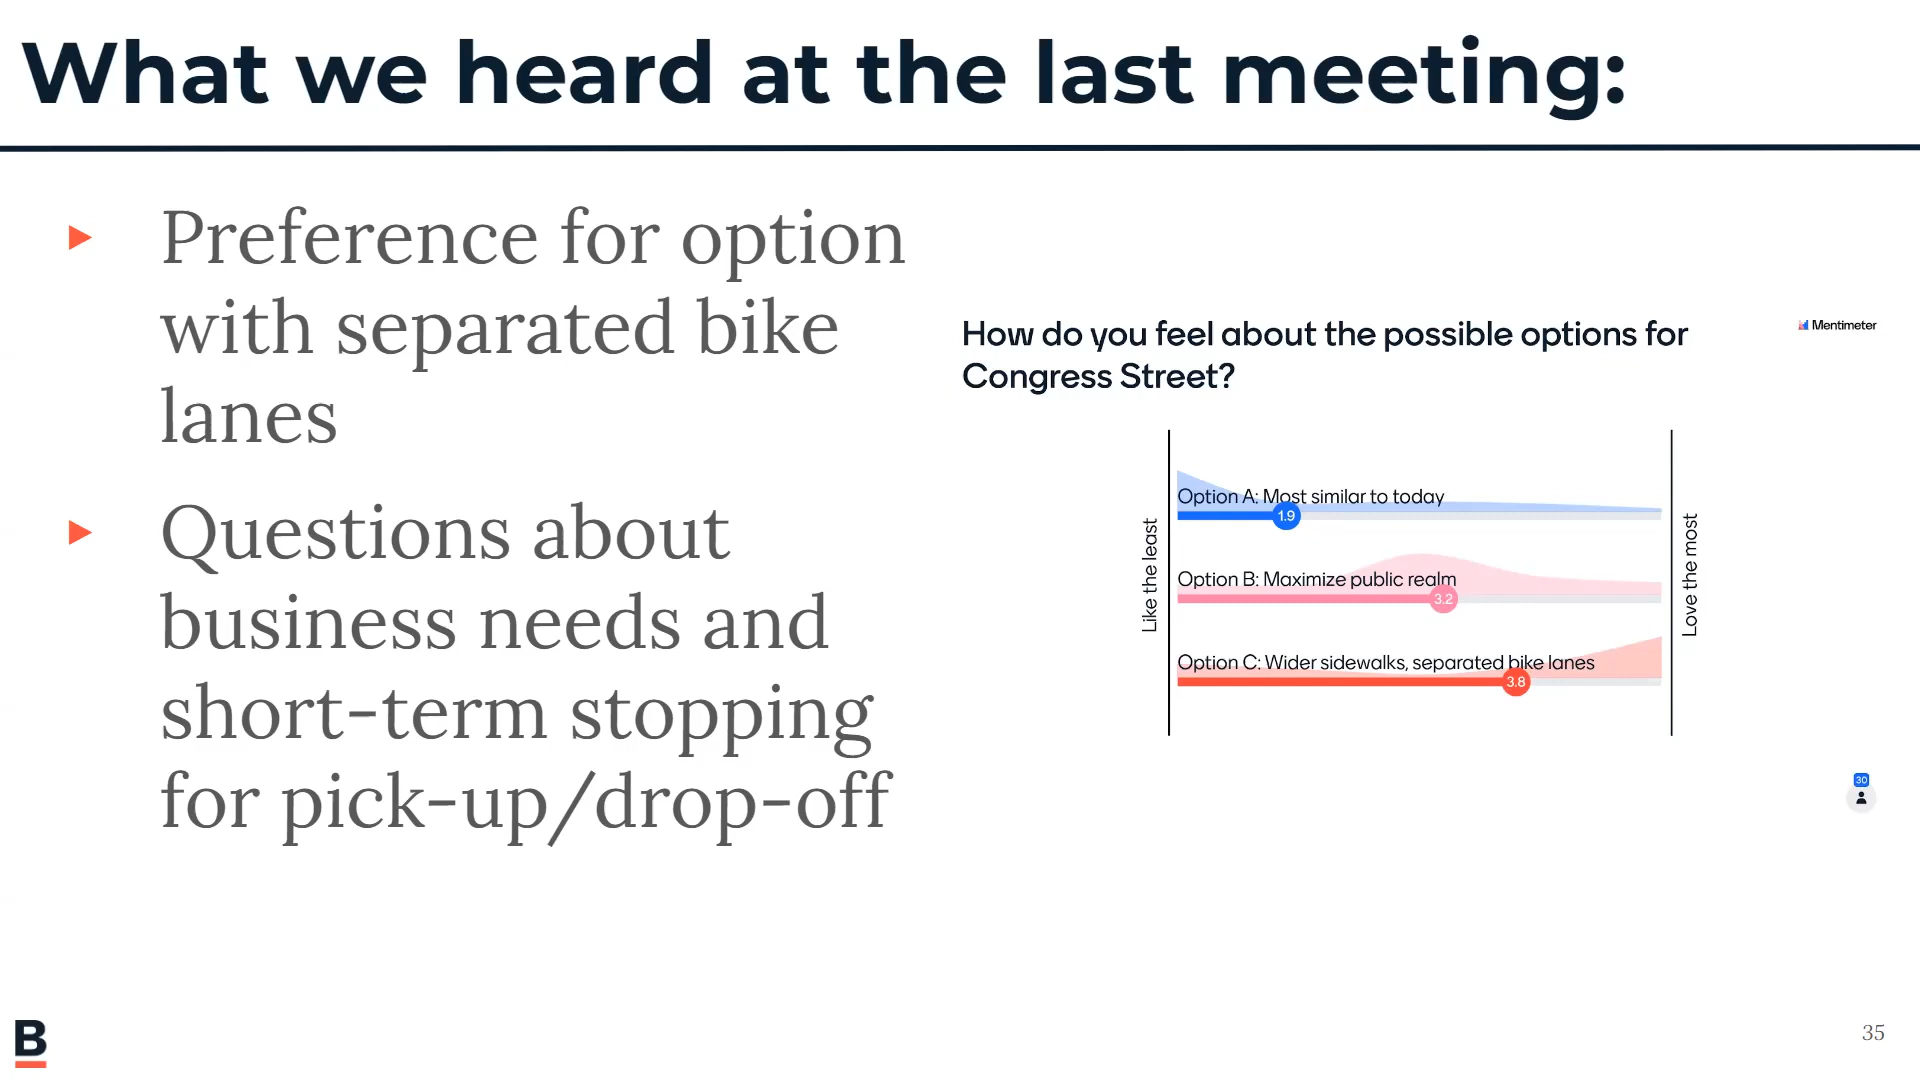 What we heard at the last meeting:
Preference for option
with separated bike
lanes
Questions about
business needs and
short-term stopping
for pick-up/drop-off
How do you feel about the possible options for
Congress Street?
Mentimeter
Like the least
Option A: Most similar to today
1.9
Option B: Maximize public realm
3.2
Option C: Wider sidewalks, separated bike lanes
3.8
Love the most
30
B
35